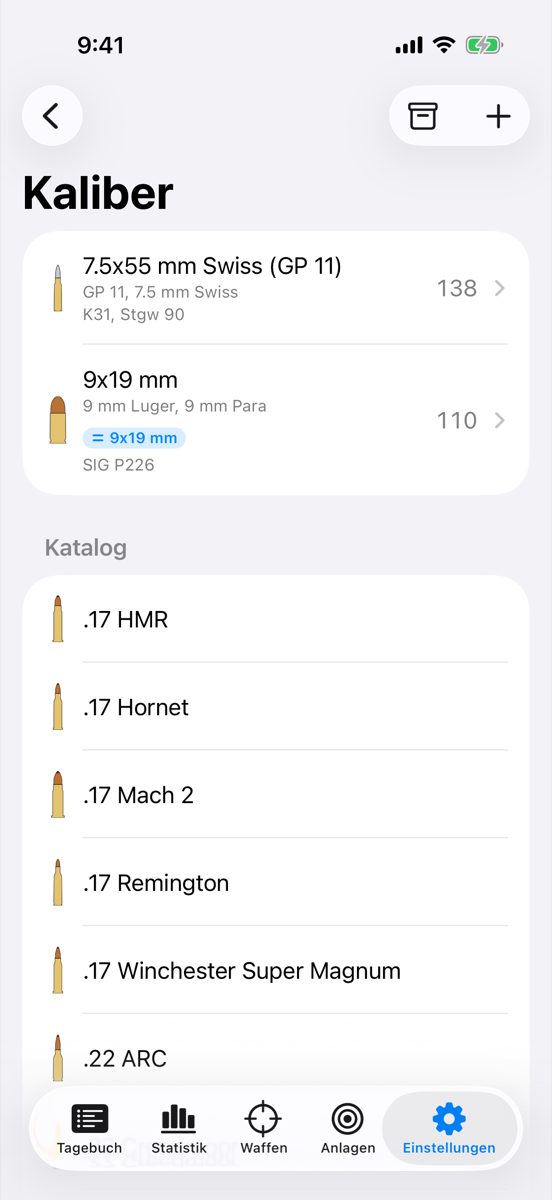 9:41
Kaliber
7.5x55 mm Swiss (GP 11)
GP 11, 7.5 mm Swiss
K31, Stgw 90
138
9x19 mm
9 mm Luger, 9 mm Para
= 9x19 mm
SIG P226
110
Katalog
.17 HMR
.17 Hornet
.17 Mach 2
.17 Remington
.17 Winchester Super Magnum
.22 ARC
Tagebuch
Statistik
Waffen
Anlagen
Einstellungen